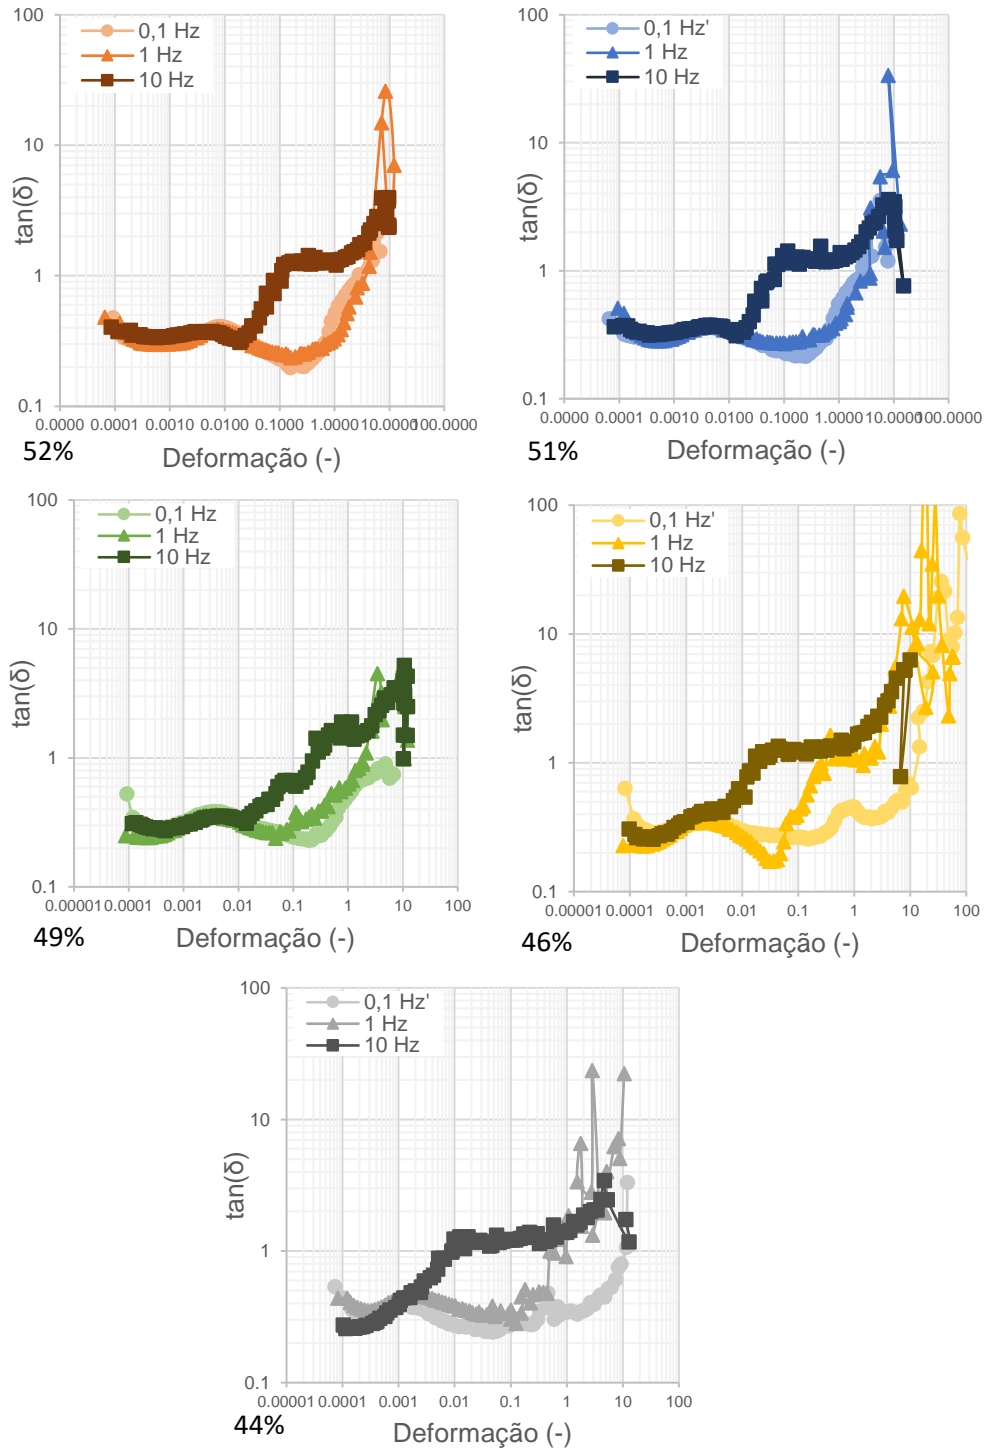 100
10
1
0.1
tan(δ)
0,1 Hz
1 Hz
10 Hz
0.0000 0.0001 0.0010 0.0100 0.1000 1.0000 10.0000 100.0000
52%
Deformação (-)
100
10
1
0.1
tan(δ)
0,1 Hz'
1 Hz
10 Hz
0.0000 0.0001 0.0010 0.0100 0.1000 1.0000 10.0000 100.0000
51%
Deformação (-)
100
10
1
0.1
tan(δ)
0,1 Hz
1 Hz
10 Hz
0.00001 0.0001 0.001 0.01 0.1 1 10 100
49%
Deformação (-)
100
10
1
0.1
tan(δ)
0,1 Hz'
1 Hz
10 Hz
0.00001 0.0001 0.001 0.01 0.1 1 10 100
46%
Deformação (-)
100
10
1
0.1
tan(δ)
0,1 Hz'
1 Hz
10 Hz
0.00001 0.0001 0.001 0.01 0.1 1 10 100
44%
Deformação (-)